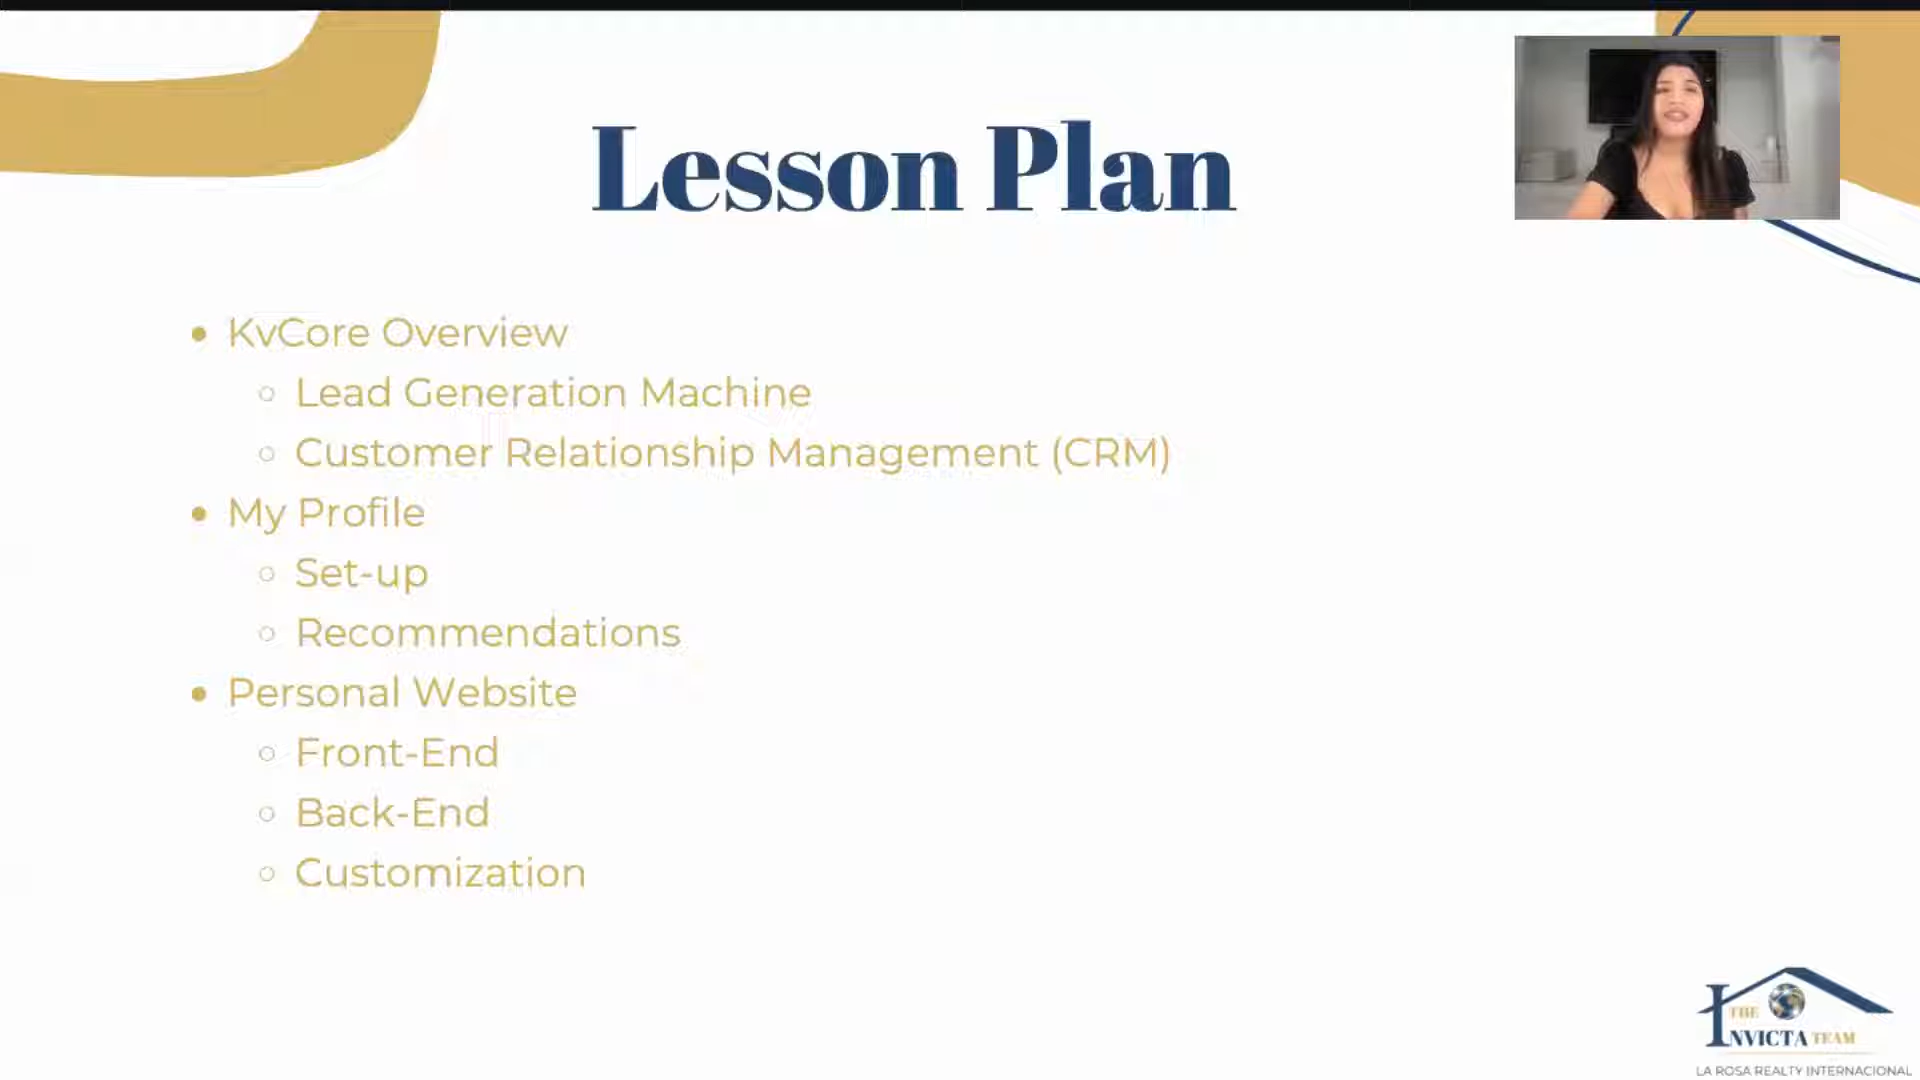 Lesson Plan
KvCore Overview
Lead Generation Machine
Customer Relationship Management (CRM)
My Profile
Set-up
Recommendations
Personal Website
Front-End
Back-End
Customization
THE
INVICTA TEAM
LA ROSA REALTY INTERNACIONAL